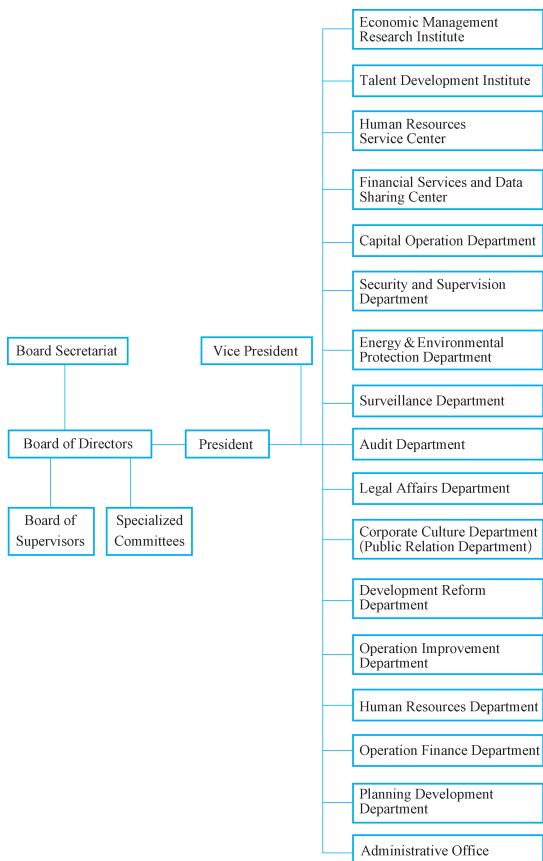 Economic Management
Research Institute
Talent Development Institute
Human Resources
Service Center
Financial Services and Data
Sharing Center
Capital Operation Department
Security and Supervision
Department
Board Secretariat
Vice President
Energy & Environmental
Protection Department
Surveillance Department
Board of Directors
President
Audit Department
Legal Affairs Department
Board of
Supervisors
Specialized
Committees
Corporate Culture Department
(Public Relation Department)
Development Reform
Department
Operation Improvement
Department
Human Resources Department
Operation Finance Department
Planning Development
Department
Administrative Office